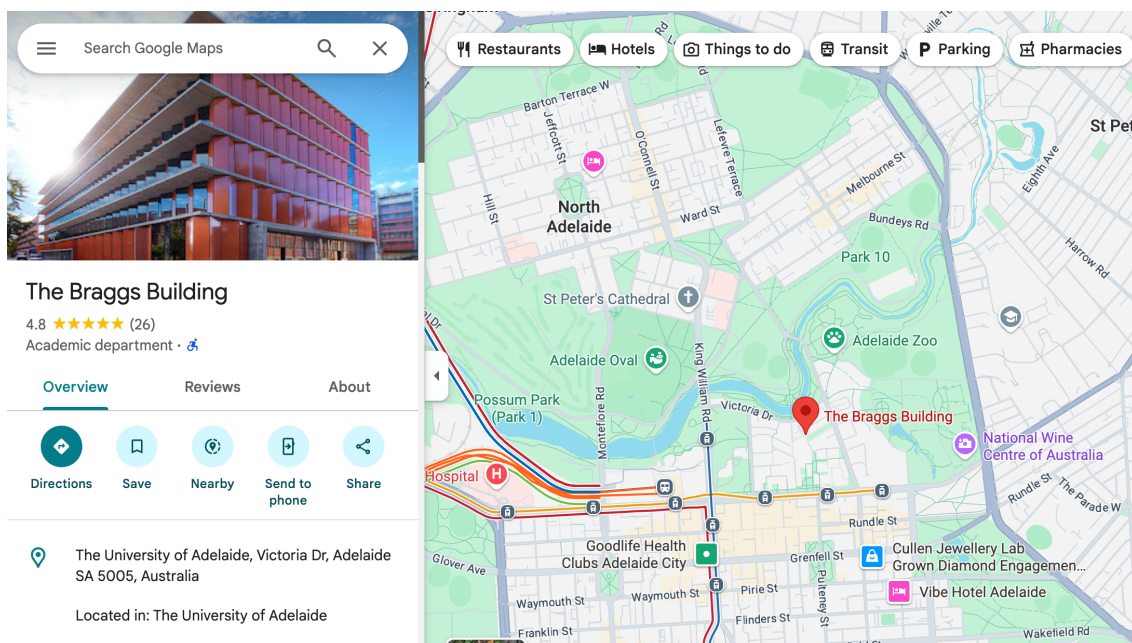 Search Google Maps
The Braggs Building
4.8
(26)
Academic department ·
Overview
Reviews
About
Directions
Save
Nearby
Send to
phone
Share
The University of Adelaide, Victoria Dr, Adelaide
SA 5005, Australia
Located in: The University of Adelaide
Restaurants
Hotels
Things to do
Transit
Parking
Pharmacies
Barton Terrace W
Jeffcott St
O'Connell St
Lefevre Terrace
Hill St
North
Adelaide
Ward St
Melbourne St
Bundeys Rd
Park 10
St Pet
Eighth Ave
Harrow Rd
St Peter's Cathedral
Adelaide Oval
Adelaide Zoo
King William Rd
Montefiore Rd
Possum Park
(Park 1)
Victoria Dr
The Braggs Building
National Wine
Centre of Australia
Hospital
H
Rundle St
The Parade W
Rundle St
Goodlife Health
Clubs Adelaide City
Grenfell St
Cullen Jewellery Lab
Grown Diamond Engagemen...
Glover Ave
Pulteney St
Vibe Hotel Adelaide
Waymouth St
Waymouth St
Pirie St
Flinders St
Franklin St
Wakefield Rd